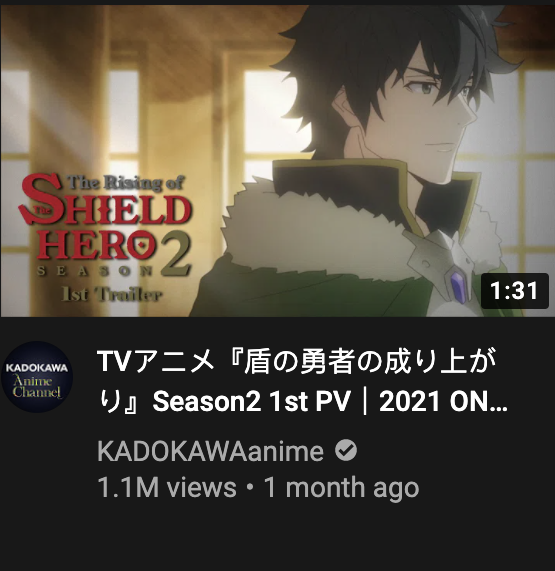 The Rising of
The SHIELD
HERO 2
SEASON
1st Trailer
1:31
KADOKAWA
Anime
Channel
TVアニメ『盾の勇者の成り上が
り』Season2 1st PV｜2021 ON...
KADOKAWAanime
1.1M views • 1 month ago